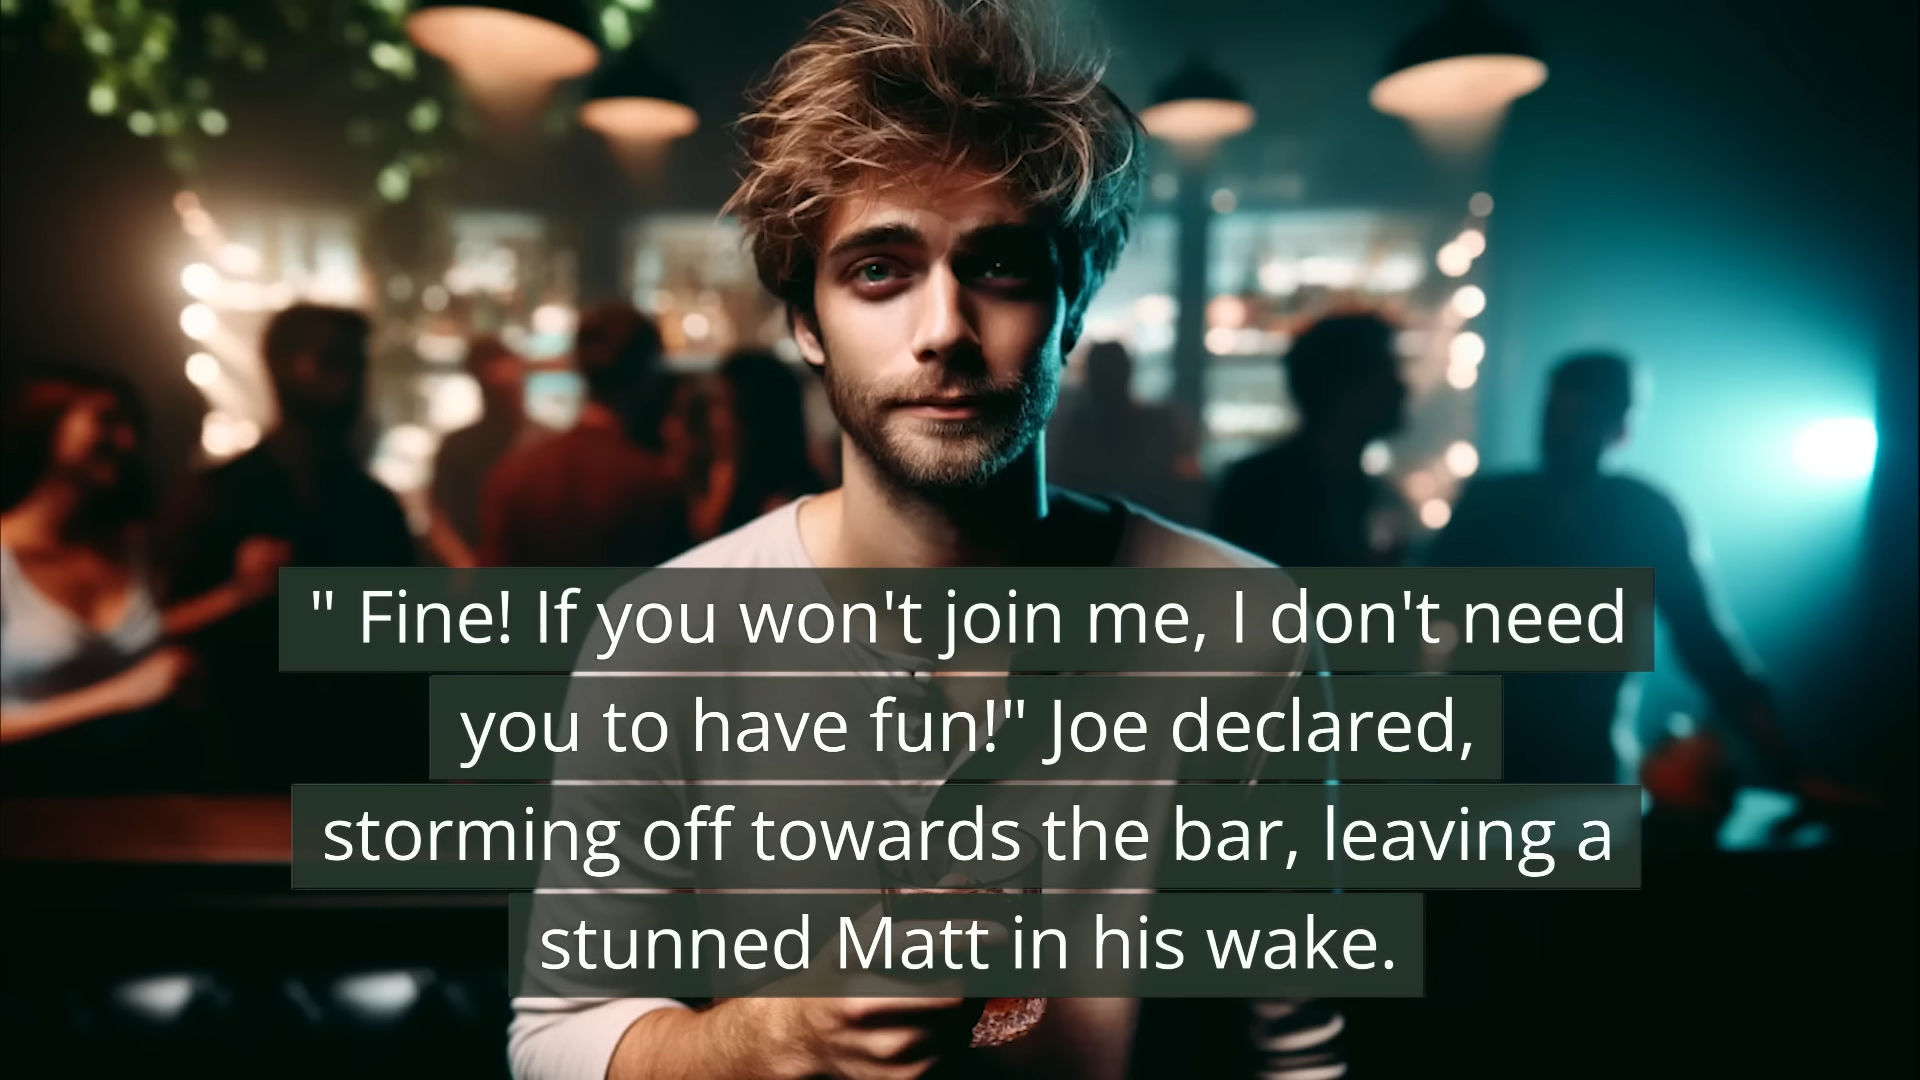 " Fine! If you won't join me, I don't need
you to have fun!" Joe declared,
storming off towards the bar, leaving a
stunned Matt in his wake.